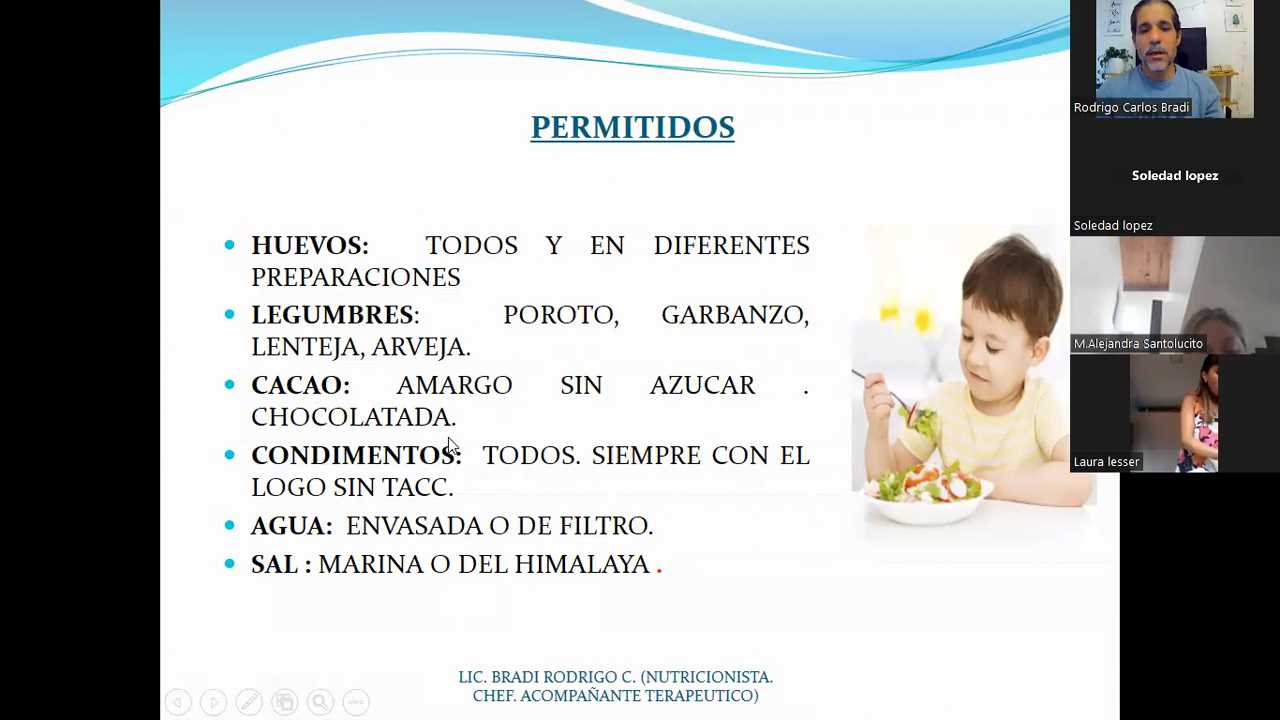 PERMITIDOS
HUEVOS: TODOS Y EN DIFERENTES
PREPARACIONES
LEGUMBRES: POROTO, GARBANZO,
LENTEJA, ARVEJA.
CACAO: AMARGO SIN AZUCAR .
CHOCOLATADA.
CONDIMENTOS: TODOS. SIEMPRE CON EL
LOGO SIN TACC.
AGUA: ENVASADA O DE FILTRO.
SAL : MARINA O DEL HIMALAYA .
LIC. BRADI RODRIGO C. (NUTRICIONISTA.
CHEF. ACOMPAÑANTE TERAPEUTICO)
Rodrigo Carlos Bradi
Soledad lopez
Soledad lopez
M.Alejandra Santolucito
Laura lesser